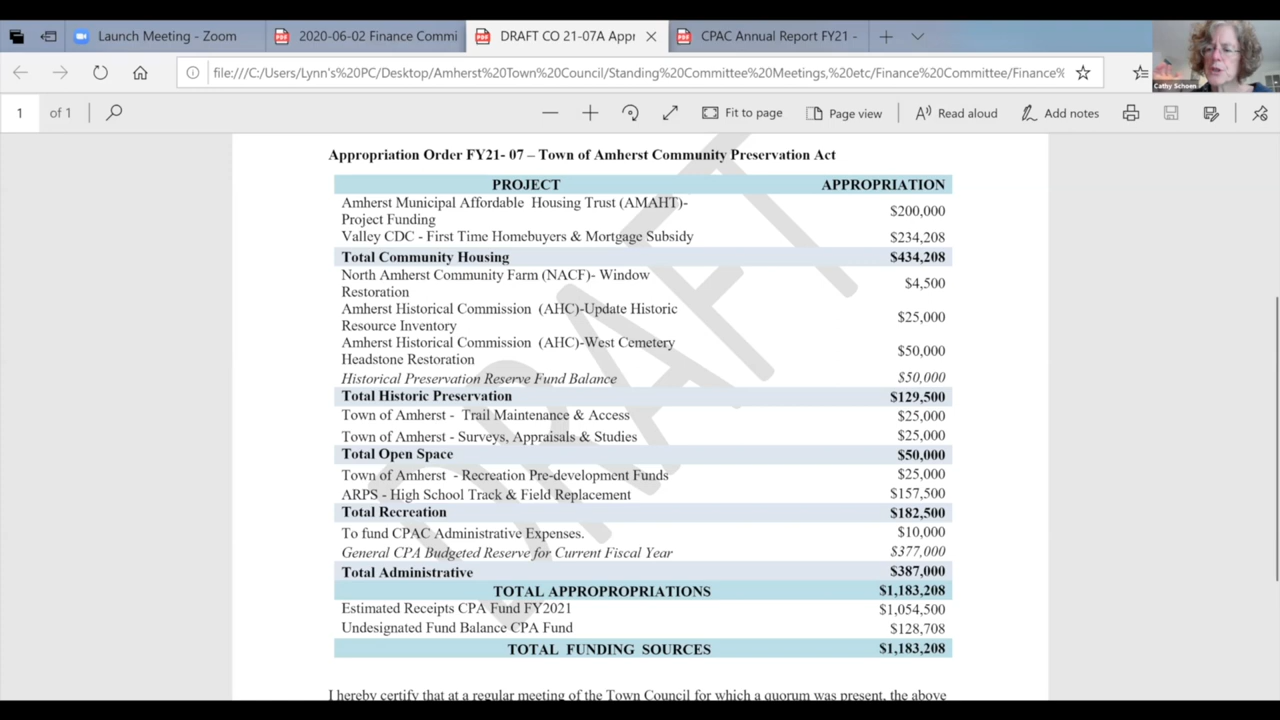 Launch Meeting - Zoom
2020-06-02 Finance Commi
DRAFT CO 21-07A Appr
CPAC Annual Report FY21 -
file:///C:/Users/Lynn's%20PC/Desktop/Amherst%20Town%20Council/Standing%20Committee%20Meetings,%20etc/Finance%20Committee/Finance%
Cathy Schoen
1 of 1
Fit to page
Page view
Read aloud
Add notes
Appropriation Order FY21- 07 – Town of Amherst Community Preservation Act
PROJECT APPROPRIATION
Amherst Municipal Affordable Housing Trust (AMAHT)-
Project Funding $200,000
Valley CDC - First Time Homebuyers & Mortgage Subsidy $234,208
Total Community Housing $434,208
North Amherst Community Farm (NACF)- Window
Restoration $4,500
Amherst Historical Commission (AHC)-Update Historic
Resource Inventory $25,000
Amherst Historical Commission (AHC)-West Cemetery
Headstone Restoration $50,000
Historical Preservation Reserve Fund Balance $50,000
Total Historic Preservation $129,500
Town of Amherst - Trail Maintenance & Access $25,000
Town of Amherst - Surveys, Appraisals & Studies $25,000
Total Open Space $50,000
Town of Amherst - Recreation Pre-development Funds $25,000
ARPS - High School Track & Field Replacement $157,500
Total Recreation $182,500
To fund CPAC Administrative Expenses. $10,000
General CPA Budgeted Reserve for Current Fiscal Year $377,000
Total Administrative $387,000
TOTAL APPROPROPRIATIONS $1,183,208
Estimated Receipts CPA Fund FY2021 $1,054,500
Undesignated Fund Balance CPA Fund $128,708
TOTAL FUNDING SOURCES $1,183,208
DRAFT
I hereby certify that at a regular meeting of the Town Council for which a quorum was present, the above